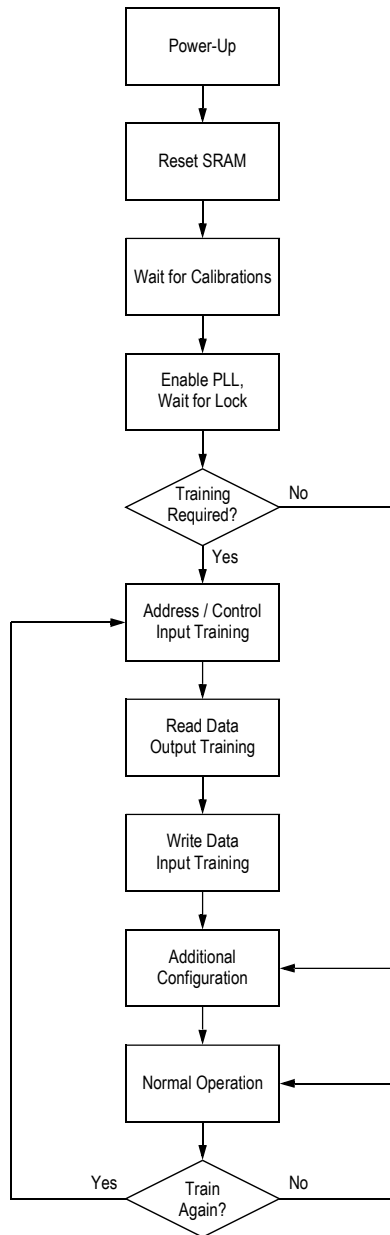 Power-Up
Reset SRAM
Wait for Calibrations
Enable PLL,
Wait for Lock
Training
Required?
No
Yes
Address / Control
Input Training
Read Data
Output Training
Write Data
Input Training
Additional
Configuration
Normal Operation
Yes
Train
Again?
No